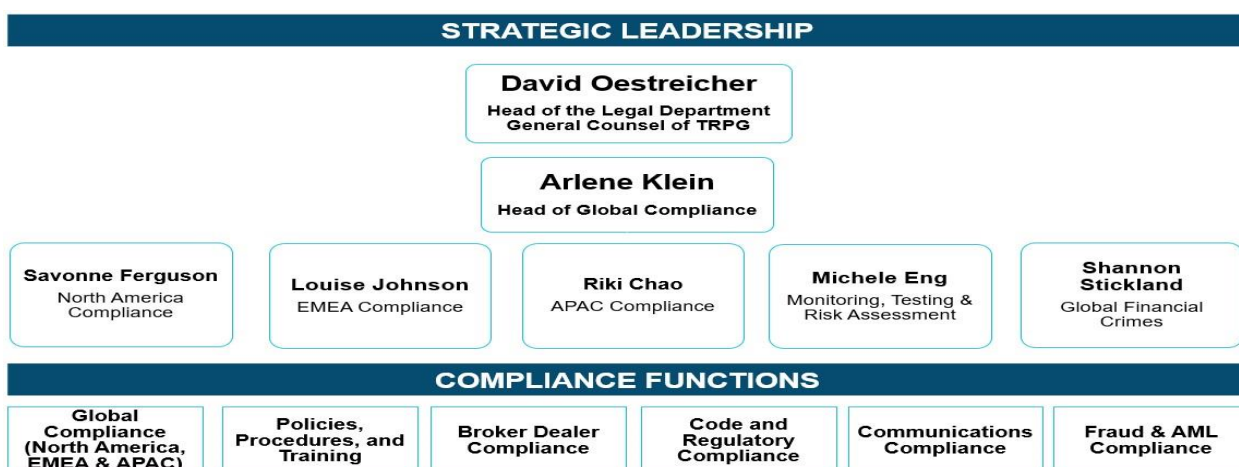 STRATEGIC LEADERSHIP
David Oestreicher
Head of the Legal Department
General Counsel of TRPG
Arlene Klein
Head of Global Compliance
Savonne Ferguson
North America
Compliance
Louise Johnson
EMEA Compliance
Riki Chao
APAC Compliance
Michele Eng
Monitoring, Testing &
Risk Assessment
Shannon
Stickland
Global Financial
Crimes
COMPLIANCE FUNCTIONS
Global
Compliance
(North America,
EMEA & APAC)
Policies,
Procedures, and
Training
Broker Dealer
Compliance
Code and
Regulatory
Compliance
Communications
Compliance
Fraud & AML
Compliance